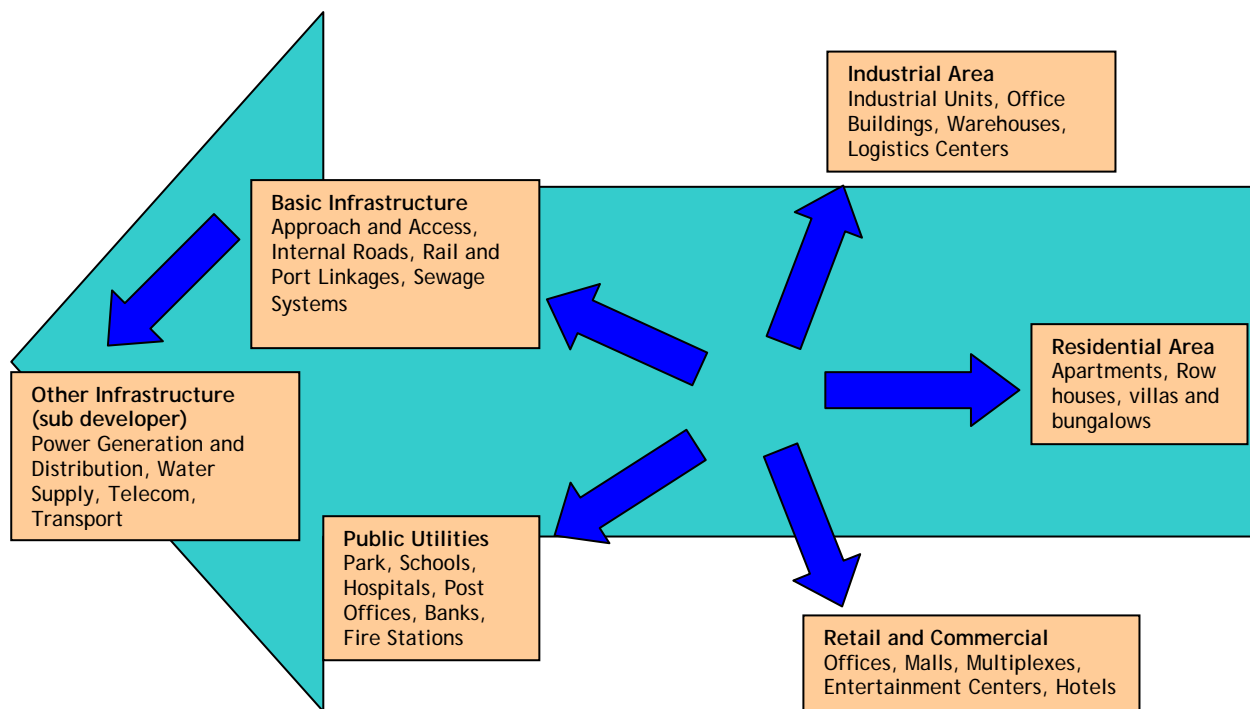 Industrial Area
Industrial Units, Office
Buildings, Warehouses,
Logistics Centers
Basic Infrastructure
Approach and Access,
Internal Roads, Rail and
Port Linkages, Sewage
Systems
Residential Area
Apartments, Row
houses, villas and
bungalows
Other Infrastructure
(sub developer)
Power Generation and
Distribution, Water
Supply, Telecom,
Transport
Public Utilities
Park, Schools,
Hospitals, Post
Offices, Banks,
Fire Stations
Retail and Commercial
Offices, Malls, Multiplexes,
Entertainment Centers, Hotels